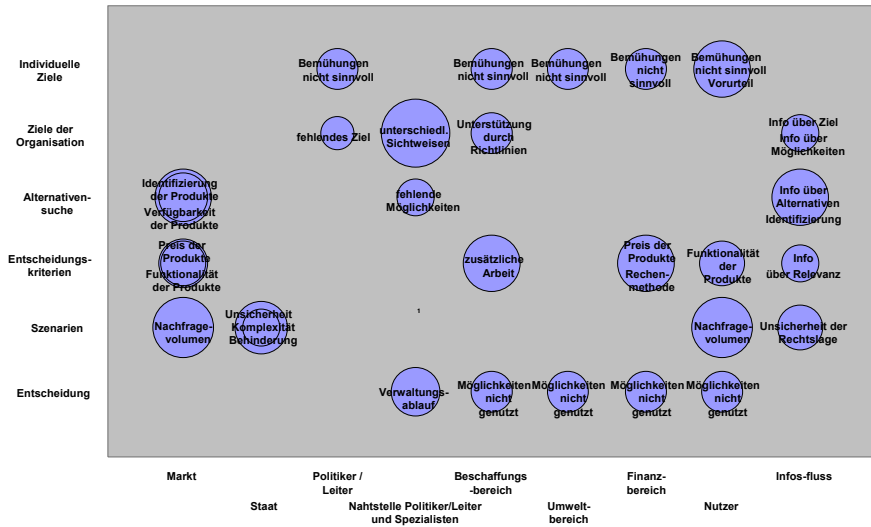 Individuelle
Ziele
Bemühungen
nicht sinnvoll
Bemühungen
nicht sinnvoll
Bemühungen
nicht sinnvoll
Bemühungen
nicht
sinnvoll
Bemühungen
nicht sinnvoll
Vorurteil
Ziele der
Organisation
fehlendes Ziel
unterschiedl.
Sichtweisen
Unterstützung
durch
Richtlinien
Info über Ziel
Info über
Möglichkeiten
Alternativen-
suche
Identifizierung
der Produkte
Verfügbarkeit
der Produkte
fehlende
Möglichkeiten
Info über
Alternativen
Identifizierung
Entscheidungs-
kriterien
Preis der
Produkte
Funktionalität
der Produkte
zusätzliche
Arbeit
Preis der
Produkte
Rechen-
methode
Funktionalität
der
Produkte
Info
über Relevanz
Szenarien
Nachfrage-
volumen
Unsicherheit
Komplexität
Behinderung
1
Nachfrage-
volumen
Unsicherheit der
Rechtslage
Entscheidung
Verwaltungs-
ablauf
Möglichkeiten
nicht
genutzt
Möglichkeiten
nicht
genutzt
Möglichkeiten
nicht
genutzt
Möglichkeiten
nicht
genutzt
Markt
Staat
Politiker /
Leiter
Nahtstelle Politiker/Leiter
und Spezialisten
Beschaffungs
-bereich
Umwelt-
bereich
Finanz-
bereich
Nutzer
Infos-fluss